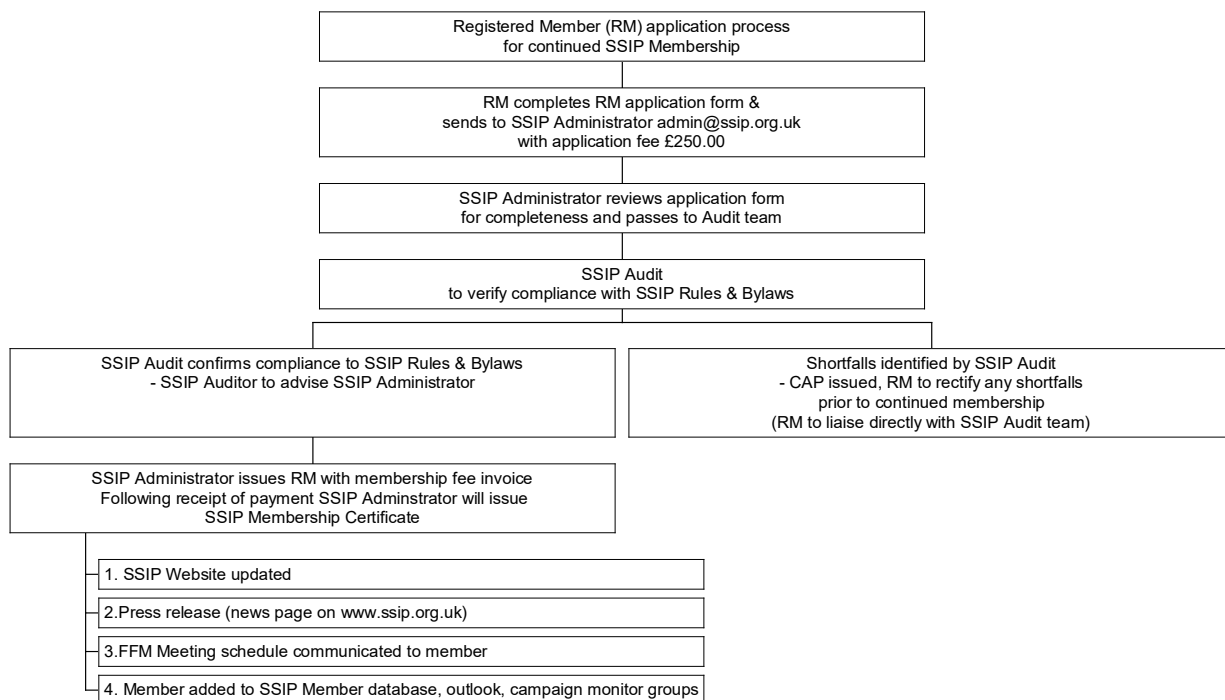 Registered Member (RM) application process
for continued SSIP Membership
RM completes RM application form &
sends to SSIP Administrator admin@ssip.org.uk
with application fee £250.00
SSIP Administrator reviews application form
for completeness and passes to Audit team
SSIP Audit
to verify compliance with SSIP Rules & Bylaws
SSIP Audit confirms compliance to SSIP Rules & Bylaws
- SSIP Auditor to advise SSIP Administrator
Shortfalls identified by SSIP Audit
- CAP issued, RM to rectify any shortfalls
prior to continued membership
(RM to liaise directly with SSIP Audit team)
SSIP Administrator issues RM with membership fee invoice
Following receipt of payment SSIP Adminstrator will issue
SSIP Membership Certificate
1. SSIP Website updated
2.Press release (news page on www.ssip.org.uk)
3.FFM Meeting schedule communicated to member
4. Member added to SSIP Member database, outlook, campaign monitor groups